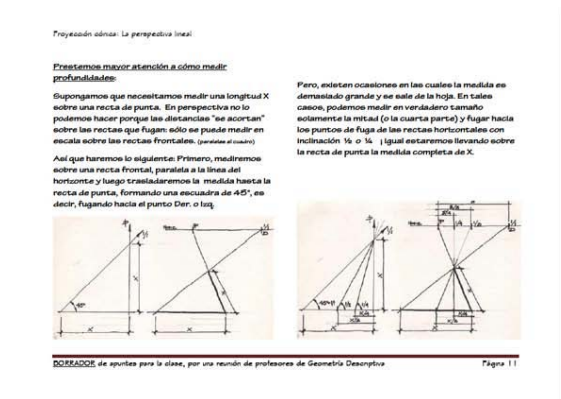 Proyección cónica: La perspectiva lineal
Prestemos mayor atención a cómo medir
profundidades:
Supongamos que necesitamos medir una longitud X
sobre una recta de punta. En perspectiva no lo
podemos hacer porque las distancias "se acortan"
sobre las rectas que fugan: sólo se puede medir en
escala sobre las rectas frontales. (paralelas al cuadro)
Así que haremos lo siguiente: Primero, mediremos
sobre una recta frontal, paralela a la línea del
horizonte y luego trasladaremos la medida hasta la
recta de punta, formando una escuadra de 45°, es
decir, fugando hacia el punto Der. o Izq.
Pero, existen ocasiones en las cuales la medida es
demasiado grande y se sale de la hoja. En tales
casos, podemos medir en verdadero tamaño
solamente la mitad (o la cuarta parte) y fugar hacia
los puntos de fuga de las rectas horizontales con
inclinación ½ o ¼ ¡ igual estaremos llevando sobre
la recta de punta la medida completa de X.
45°
X
X
X
X/2
X/4
X
BORRADOR de apuntes para la clase, por una reunión de profesores de Geometría Descriptiva
Página 11